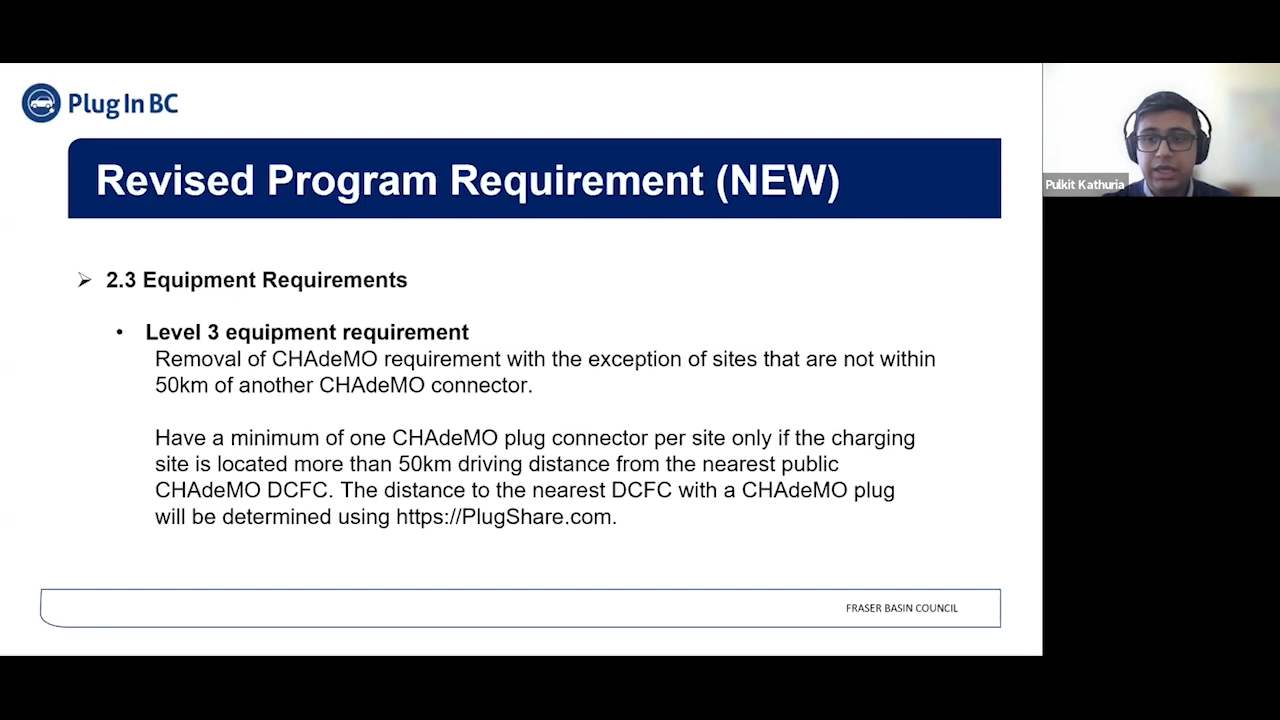 Plug In BC
Revised Program Requirement (NEW)
Pulkit Kathuria
➢ 2.3 Equipment Requirements
• Level 3 equipment requirement
Removal of CHAdeMO requirement with the exception of sites that are not within
50km of another CHAdeMO connector.
Have a minimum of one CHAdeMO plug connector per site only if the charging
site is located more than 50km driving distance from the nearest public
CHAdeMO DCFC. The distance to the nearest DCFC with a CHAdeMO plug
will be determined using https://PlugShare.com.
FRASER BASIN COUNCIL